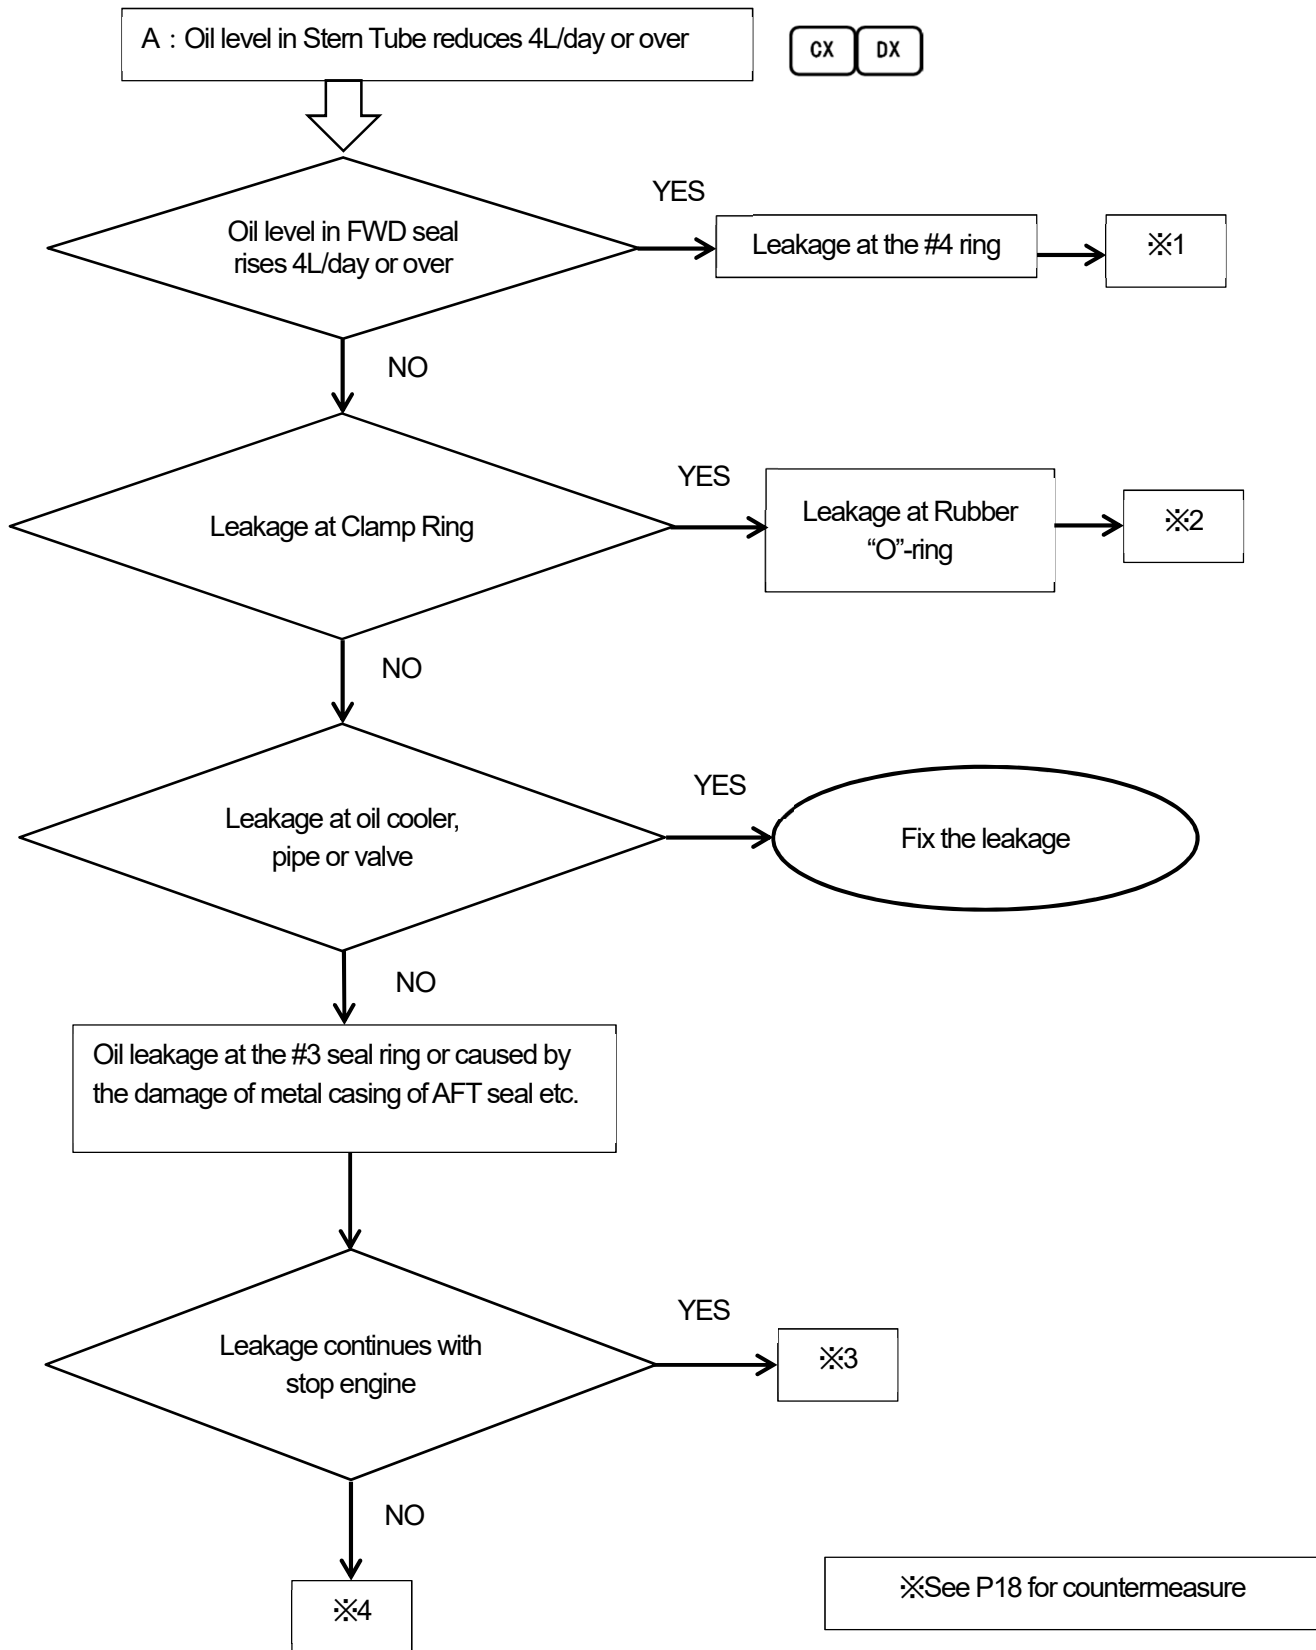 A：Oil level in Stern Tube reduces 4L/day or over
CX DX
Oil level in FWD seal
rises 4L/day or over
YES
Leakage at the #4 ring
※1
NO
Leakage at Clamp Ring
YES
Leakage at Rubber
“O”-ring
※2
NO
Leakage at oil cooler,
pipe or valve
YES
Fix the leakage
NO
Oil leakage at the #3 seal ring or caused by
the damage of metal casing of AFT seal etc.
Leakage continues with
stop engine
YES
※3
NO
※4
※See P18 for countermeasure